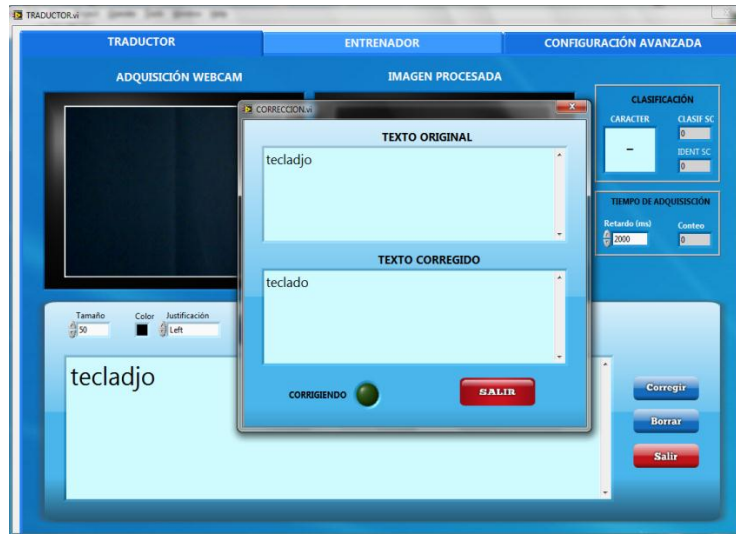 TRADUCTOR.vi
TRADUCTOR
ENTRENADOR
CONFIGURACIÓN AVANZADA
ADQUISICIÓN WEBCAM
IMAGEN PROCESADA
CORRECCION.vi
TEXTO ORIGINAL
tecladjo
TEXTO CORREGIDO
teclado
CORRIGIENDO
SALIR
CLASIFICACIÓN
CARACTER
CLASIF SC
–
0
IDENT SC
0
TIEMPO DE ADQUISISCIÓN
Retardo (ms)
Conteo
2000
0
Tamaño
Color
Justificación
50
Left
tecladjo
Corregir
Borrar
Salir